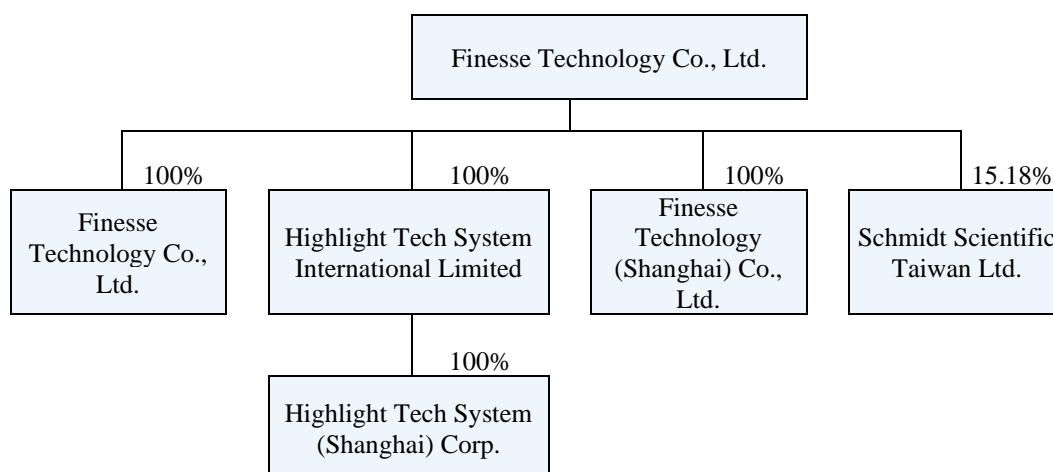 Finesse Technology Co., Ltd.
100%
100%
100%
15.18%
Finesse
Technology Co.,
Ltd.
Highlight Tech System
International Limited
Finesse
Technology
(Shanghai) Co.,
Ltd.
Schmidt Scientific
Taiwan Ltd.
100%
Highlight Tech System
(Shanghai) Corp.